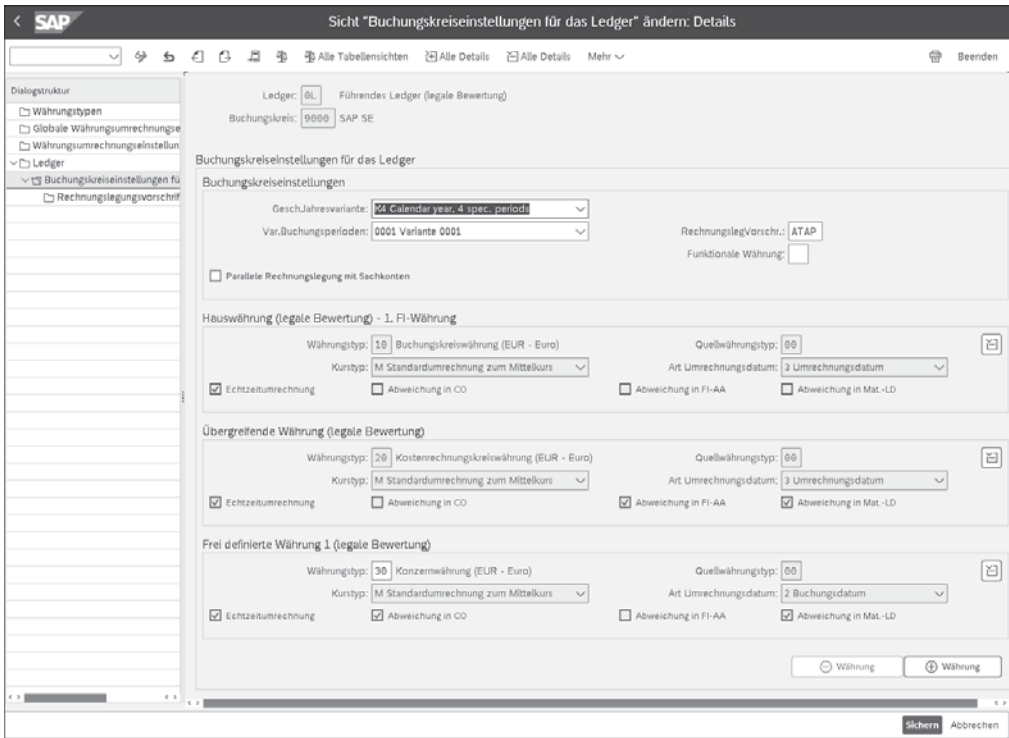 SAP
Sicht "Buchungskreiseinstellungen für das Ledger" ändern: Details
Alle Tabellensichten Alle Details Alle Details Mehr
Beenden
Dialogstruktur
Währungstypen
Globale Währungsumrechnungse
Währungsumrechnungseinstellun
Ledger
Buchungskreiseinstellungen fü
Rechnungslegungsvorschrif
Ledger: 0L Führendes Ledger (legale Bewertung)
Buchungskreis: 9000 SAP SE
Buchungskreiseinstellungen für das Ledger
Buchungskreiseinstellungen
GeschJahresvariante: K4 Calendar year, 4 spec. periods
Var.Buchungsperioden: 0001 Variante 0001 RechnungslegVorschr.: ATAP
Funktionale Währung:
Parallele Rechnungslegung mit Sachkonten
Hauswährung (legale Bewertung) - 1. FI-Währung
Währungstyp: 10 Buchungskreiswährung (EUR - Euro) Quellwährungstyp: 00
Kurstyp: M Standardumrechnung zum Mittelkurs Art Umrechnungsdatum: 3 Umrechnungsdatum
Echtzeitumrechnung Abweichung in CO Abweichung in FI-AA Abweichung in Mat.-LD
Übergreifende Währung (legale Bewertung)
Währungstyp: 20 Kostenrechnungskreiswährung (EUR - Euro) Quellwährungstyp: 00
Kurstyp: M Standardumrechnung zum Mittelkurs Art Umrechnungsdatum: 3 Umrechnungsdatum
Echtzeitumrechnung Abweichung in CO Abweichung in FI-AA Abweichung in Mat.-LD
Frei definierte Währung 1 (legale Bewertung)
Währungstyp: 30 Konzernwährung (EUR - Euro) Quellwährungstyp: 00
Kurstyp: M Standardumrechnung zum Mittelkurs Art Umrechnungsdatum: 2 Buchungsdatum
Echtzeitumrechnung Abweichung in CO Abweichung in FI-AA Abweichung in Mat.-LD
Währung Währung
Sichern Abbrechen